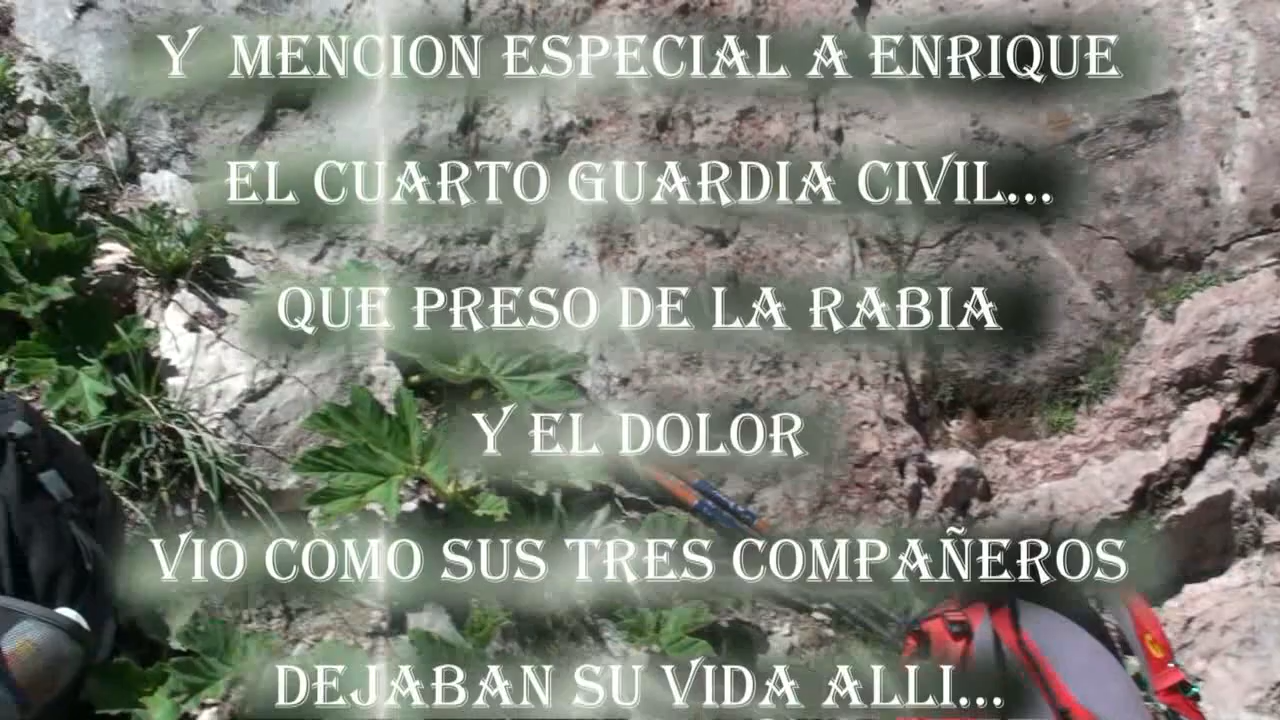 Y MENCION ESPECIAL A ENRIQUE
EL CUARTO GUARDIA CIVIL...
QUE PRESO DE LA RABIA
Y EL DOLOR
VIO COMO SUS TRES COMPAÑEROS
DEJABAN SU VIDA ALLI...